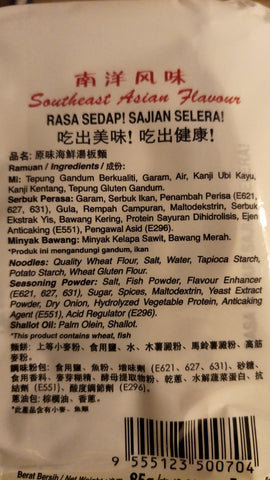 南洋风味
Southeast Asian Flavour
RASA SEDAP! SAJIAN SELERA!
吃出美味! 吃出健康!
品名: 原味海鮮湯板麵
Ramuan / Ingredients / 成份:
Mi: Tepung Gandum Berkualiti, Garam, Air, Kanji Ubi Kayu,
Kanji Kentang, Tepung Gluten Gandum.
Serbuk Perasa: Garam, Serbuk Ikan, Penambah Perisa (E621,
627, 631), Gula, Rempah Campuran, Maltodekstrin, Serbuk
Ekstrak Yis, Bawang Kering, Protein Sayuran Dihidrolisis, Ejen
Anticaking (E551), Pengawal Asid (E296).
Minyak Bawang: Minyak Kelapa Sawit, Bawang Merah.
*Produk ini mengandungi gandum, ikan
Noodles: Quality Wheat Flour, Salt, Water, Tapioca Starch,
Potato Starch, Wheat Gluten Flour.
Seasoning Powder: Salt, Fish Powder, Flavour Enhancer
(E621, 627, 631), Sugar, Spices, Maltodextrin, Yeast Extract
Powder, Dry Onion, Hydrolyzed Vegetable Protein, Anticaking
Agent (E551), Acid Regulator (E296).
Shallot Oil: Palm Olein, Shallot.
*This product contains wheat, fish
麵餅: 上等小麥粉、食用鹽、水、木薯澱粉、馬鈴薯澱粉、高筋
麥粉。
調味粉包: 食用鹽、魚粉、增味劑 (E621、627、631)、砂糖、
食用香料、麥芽糊精、酵母提取物粉、乾蔥、水解蔬菜蛋白、抗
結劑 (E551)、酸度調節劑 (E296)。
蔥油包: 棕櫚油、香蔥。
*此產品含有小麥、魚類
Berat Bersih / Net Weight
85g
9 555123 500704